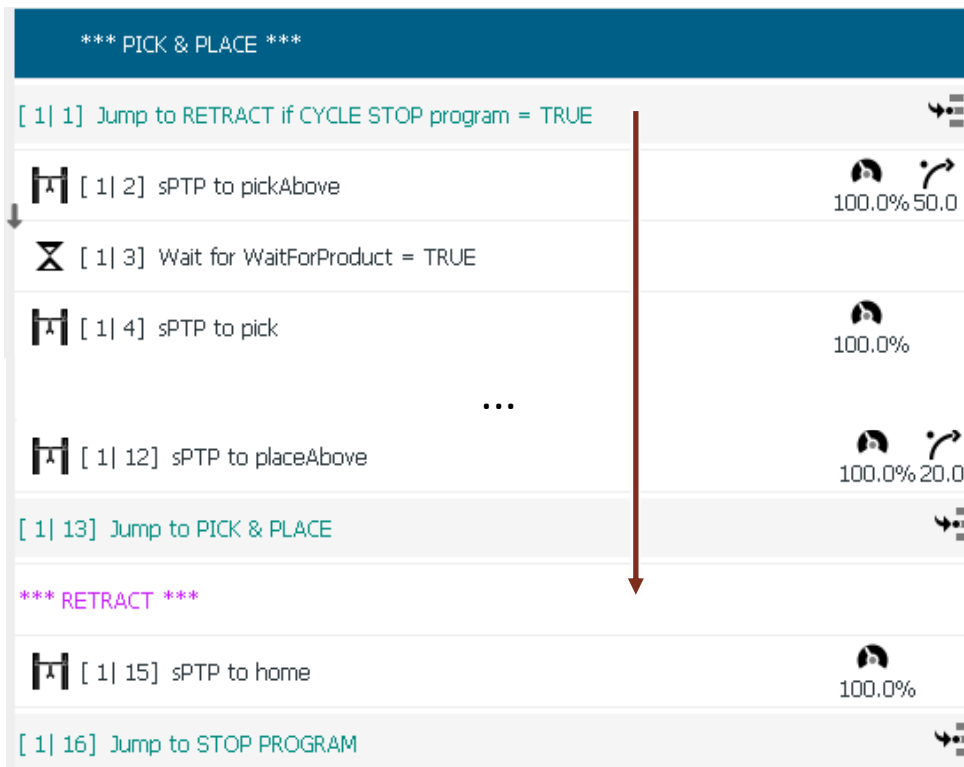 *** PICK & PLACE ***
[ 1| 1] Jump to RETRACT if CYCLE STOP program = TRUE
[ 1| 2] sPTP to pickAbove
100.0% 50.0
[ 1| 3] Wait for WaitForProduct = TRUE
[ 1| 4] sPTP to pick
100.0%
...
[ 1| 12] sPTP to placeAbove
100.0% 20.0
[ 1| 13] Jump to PICK & PLACE
*** RETRACT ***
[ 1| 15] sPTP to home
100.0%
[ 1| 16] Jump to STOP PROGRAM